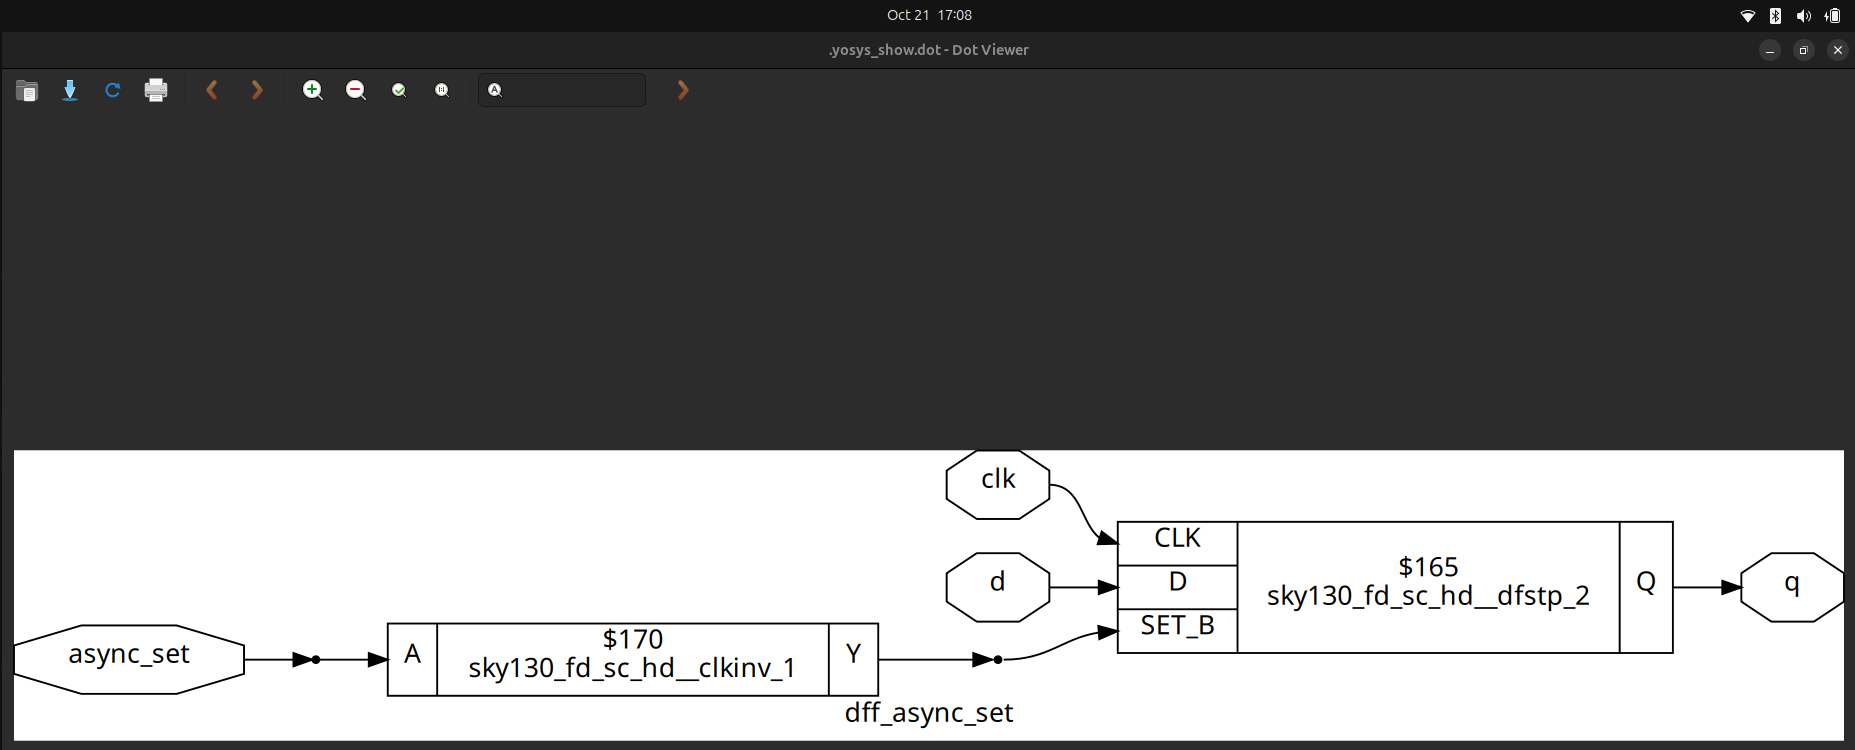 Oct 21 17:08
.yosys_show.dot - Dot Viewer
A
clk
CLK
$165
d
D
sky130_fd_sc_hd__dfstp_2
Q
q
SET_B
async_set
A
$170
sky130_fd_sc_hd__clkinv_1
Y
dff_async_set